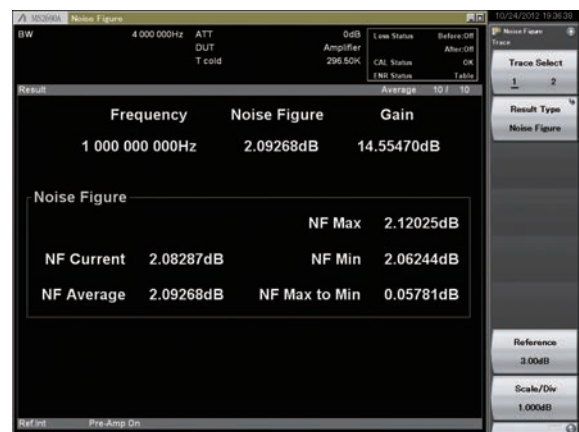 MS2690A Noise Figure
10/24/2012 19:36:38
BW 4 000 000Hz ATT 0dB
DUT Amplifier
T cold 296.50K
Loss Status Before:Off
After:Off
CAL Status OK
ENR Status Table
Result
Average 10 / 10
Frequency Noise Figure Gain
1 000 000 000Hz 2.09268dB 14.55470dB
Noise Figure
NF Max 2.12025dB
NF Current 2.08287dB NF Min 2.06244dB
NF Average 2.09268dB NF Max to Min 0.05781dB
Ref.Int Pre-Amp On
Noise Figure
Trace
Trace Select
1 2
Result Type
Noise Figure
Reference
3.00dB
Scale/Div
1.000dB